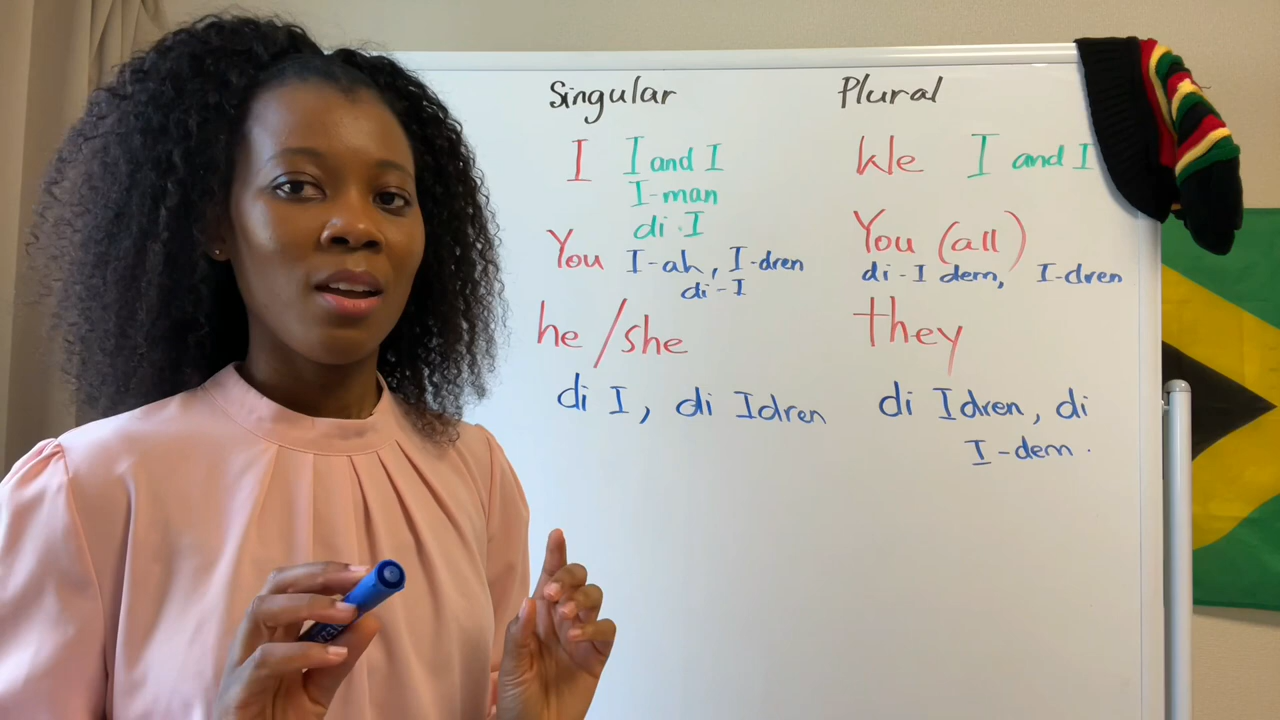 Singular Plural
I I and I We I and I
I-man
di I
You I-ah, I-dren You (all)
di-I di-I dem, I-dren
he/she they
di I, di Idren di Idren, di
I-dem.